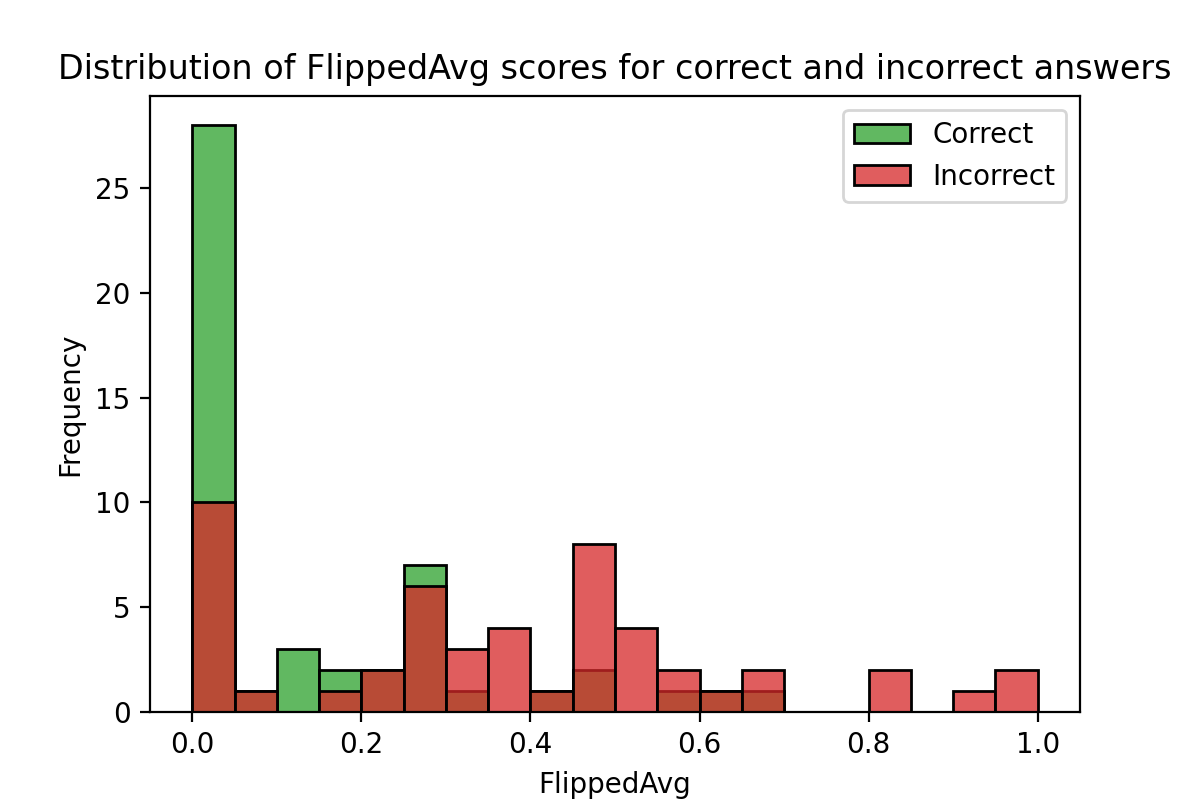 Distribution of FlippedAvg scores for correct and incorrect answers
Correct
Incorrect
25
20
15
10
5
0
Frequency
0.0 0.2 0.4 0.6 0.8 1.0
FlippedAvg